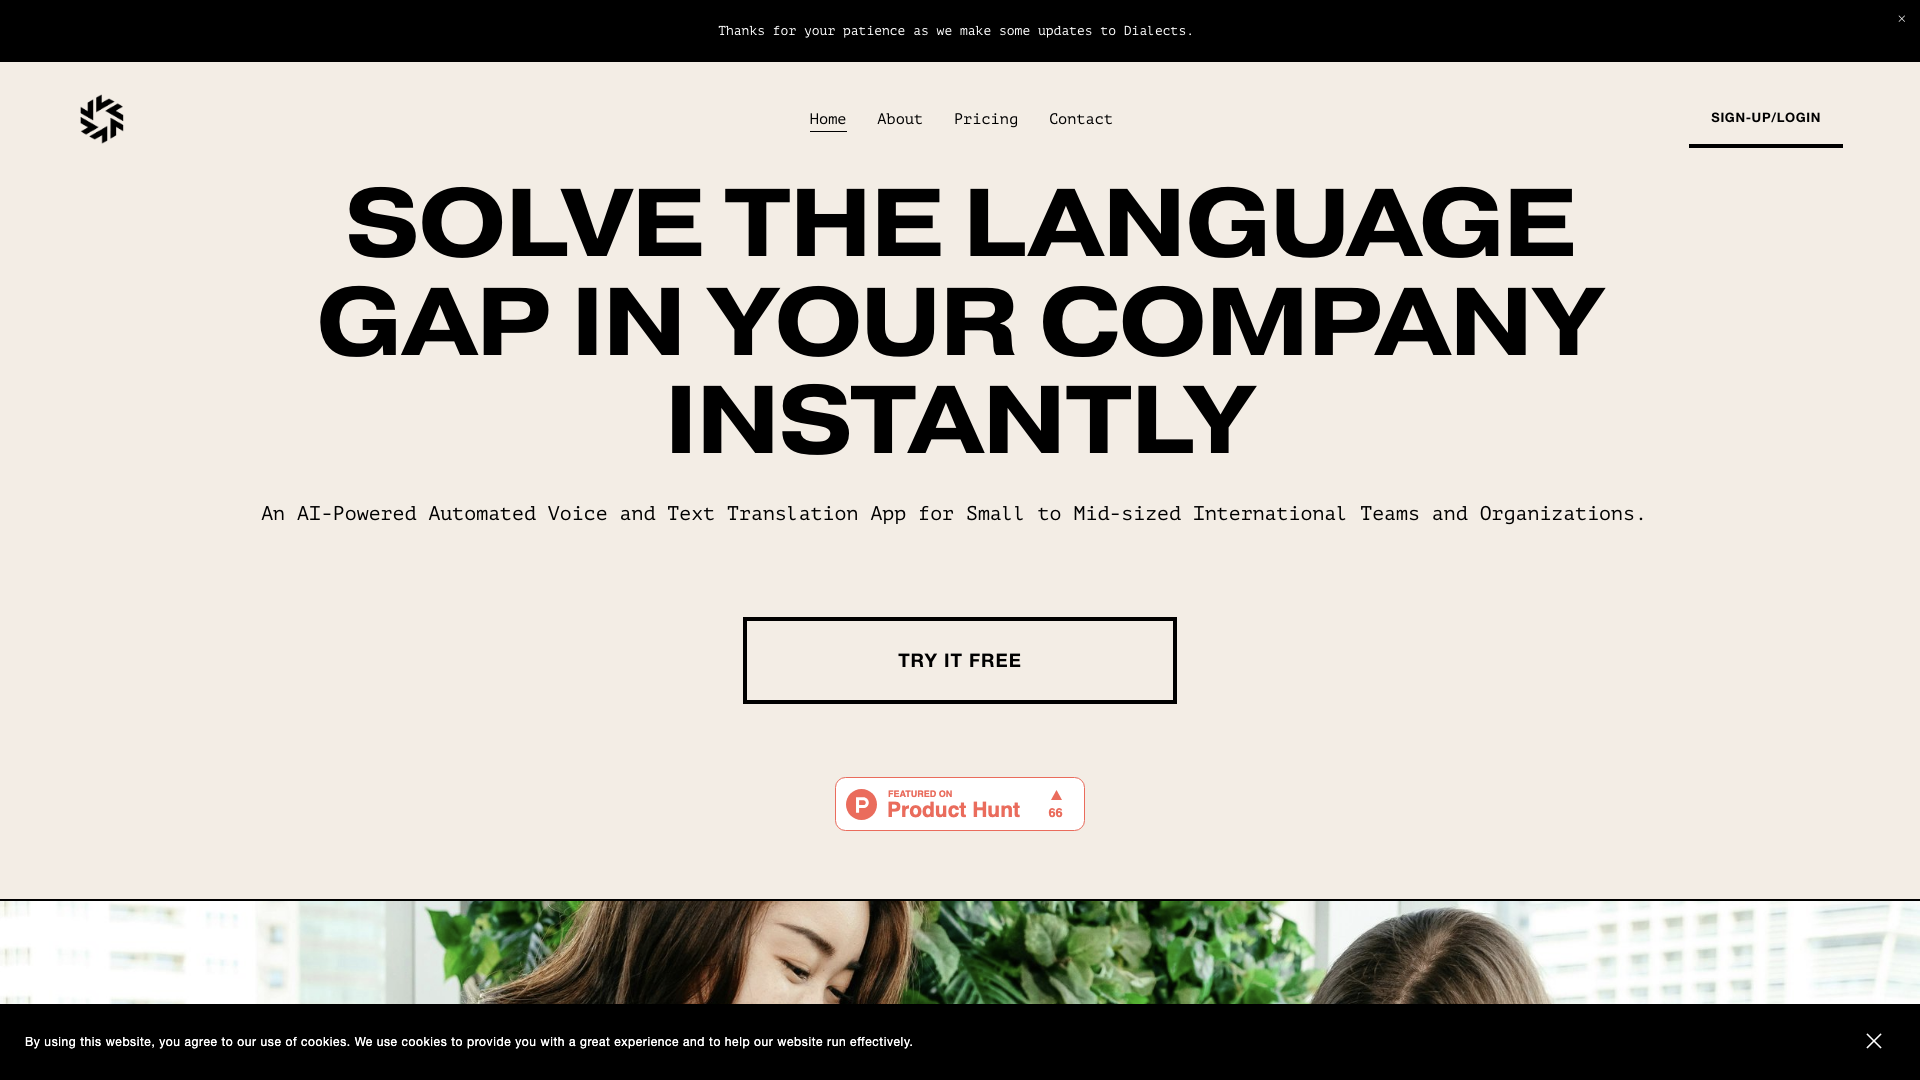 Thanks for your patience as we make some updates to Dialects.
×
Home
About
Pricing
Contact
SIGN-UP/LOGIN
SOLVE THE LANGUAGE
GAP IN YOUR COMPANY
INSTANTLY
An AI-Powered Automated Voice and Text Translation App for Small to Mid-sized International Teams and Organizations.
TRY IT FREE
P
FEATURED ON
Product Hunt
▲
66
By using this website, you agree to our use of cookies. We use cookies to provide you with a great experience and to help our website run effectively.